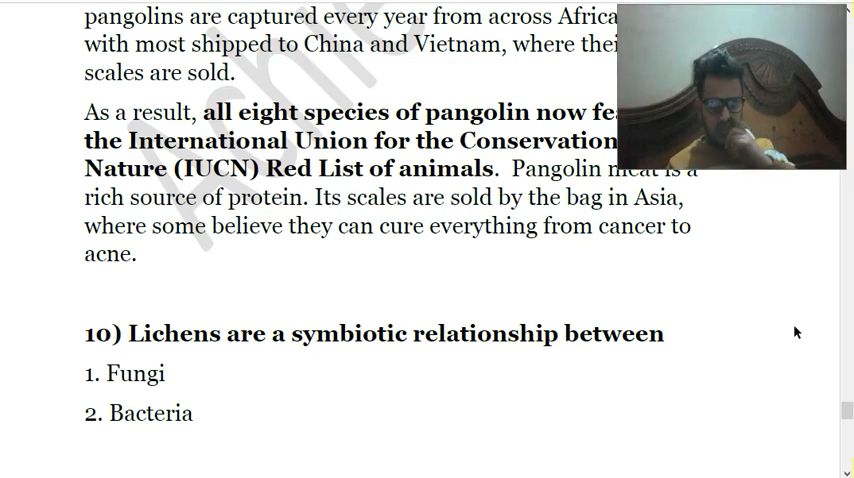 pangolins are captured every year from across Africa
with most shipped to China and Vietnam, where thei
scales are sold.
As a result, all eight species of pangolin now fe
the International Union for the Conservation
Nature (IUCN) Red List of animals. Pangolin meat is a
rich source of protein. Its scales are sold by the bag in Asia,
where some believe they can cure everything from cancer to
acne.
10) Lichens are a symbiotic relationship between
1. Fungi
2. Bacteria
Achie